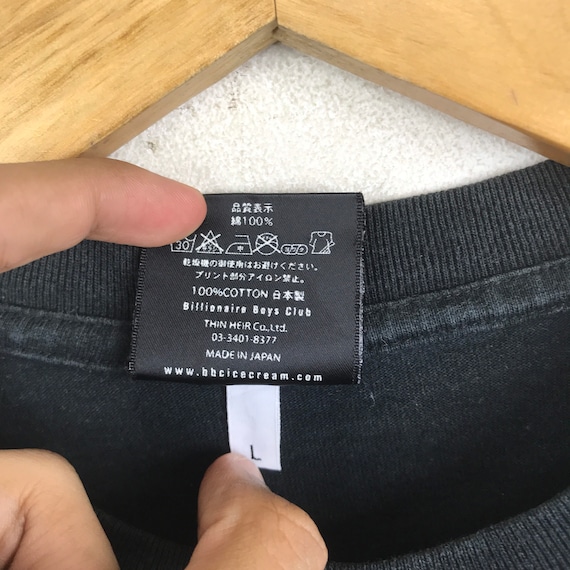 品質表示
綿100%
30 中
乾燥機の御使用はお避けください。
プリント部分アイロン禁止。
100%COTTON 日本製
Billionaire Boys Club
THIN HEIR Co.,Ltd.
03-3401-8377
MADE IN JAPAN
www.bbcicecream.com
L